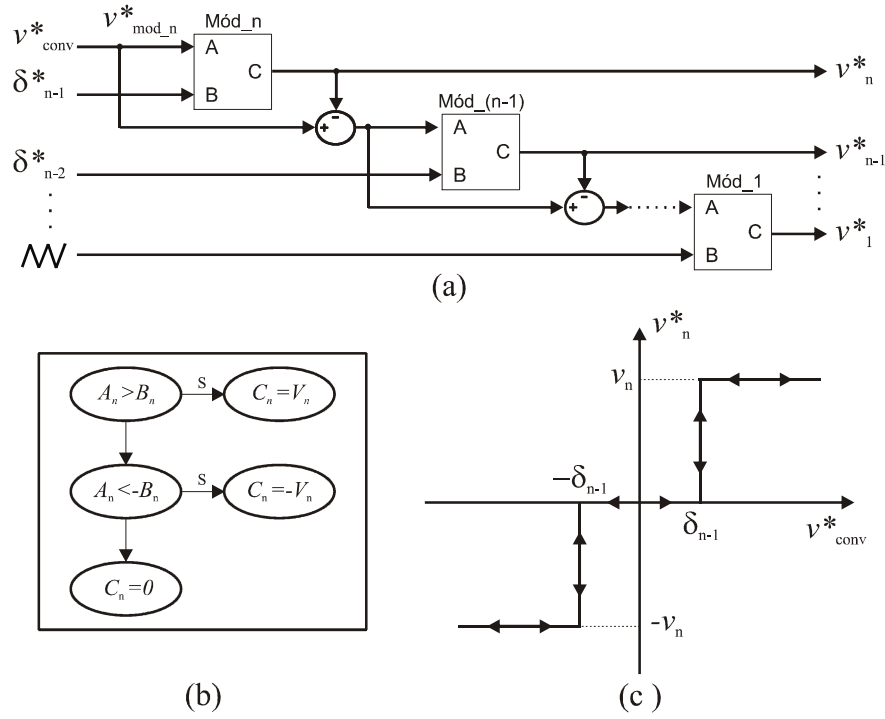 Mód_n
v*conv
v*mod_n
A
C
B
v*n
δ*n-1
+
-
Mód_(n-1)
A
C
B
v*n-1
δ*n-2
+
-
Mód_1
A
C
B
v*1
(a)
An>Bn
S
Cn=Vn
An<-Bn
S
Cn=-Vn
Cn=0
(b)
v*n
vn
-δn-1
δn-1
v*conv
-vn
(c )